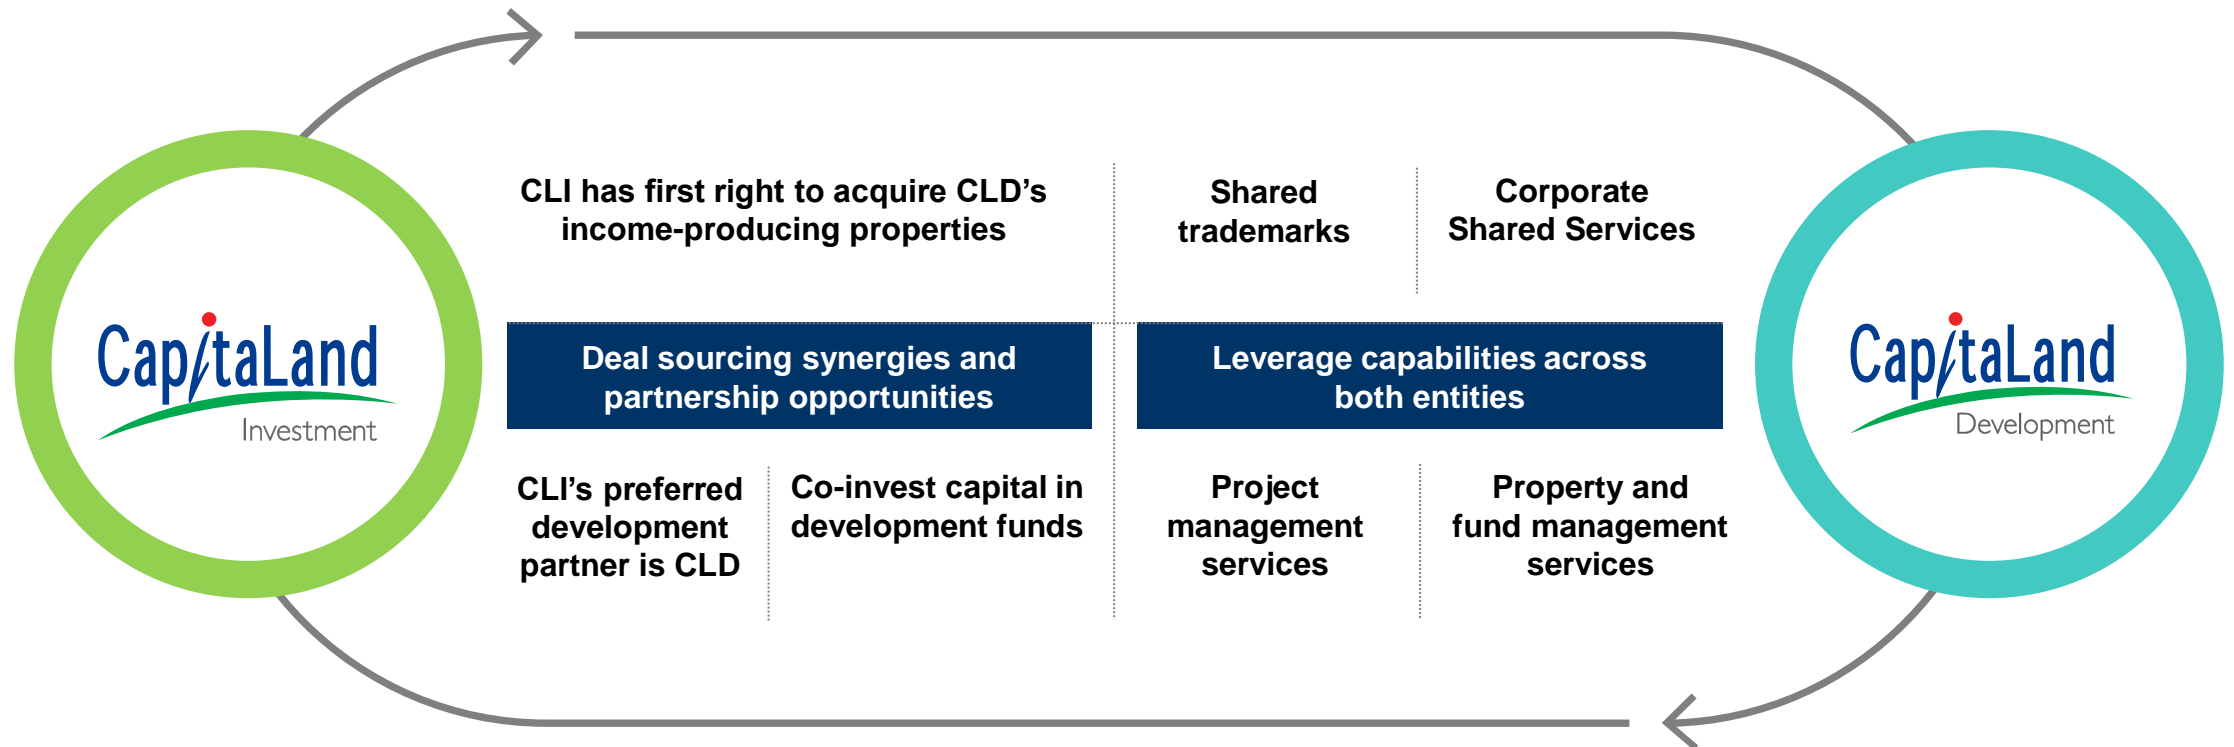 CLI has first right to acquire CLD’s
income-producing properties
Shared
trademarks
Corporate
Shared Services
CapitaLand
Investment
Deal sourcing synergies and
partnership opportunities
Leverage capabilities across
both entities
CapitaLand
Development
CLI’s preferred
development
partner is CLD
Co-invest capital in
development funds
Project
management
services
Property and
fund management
services